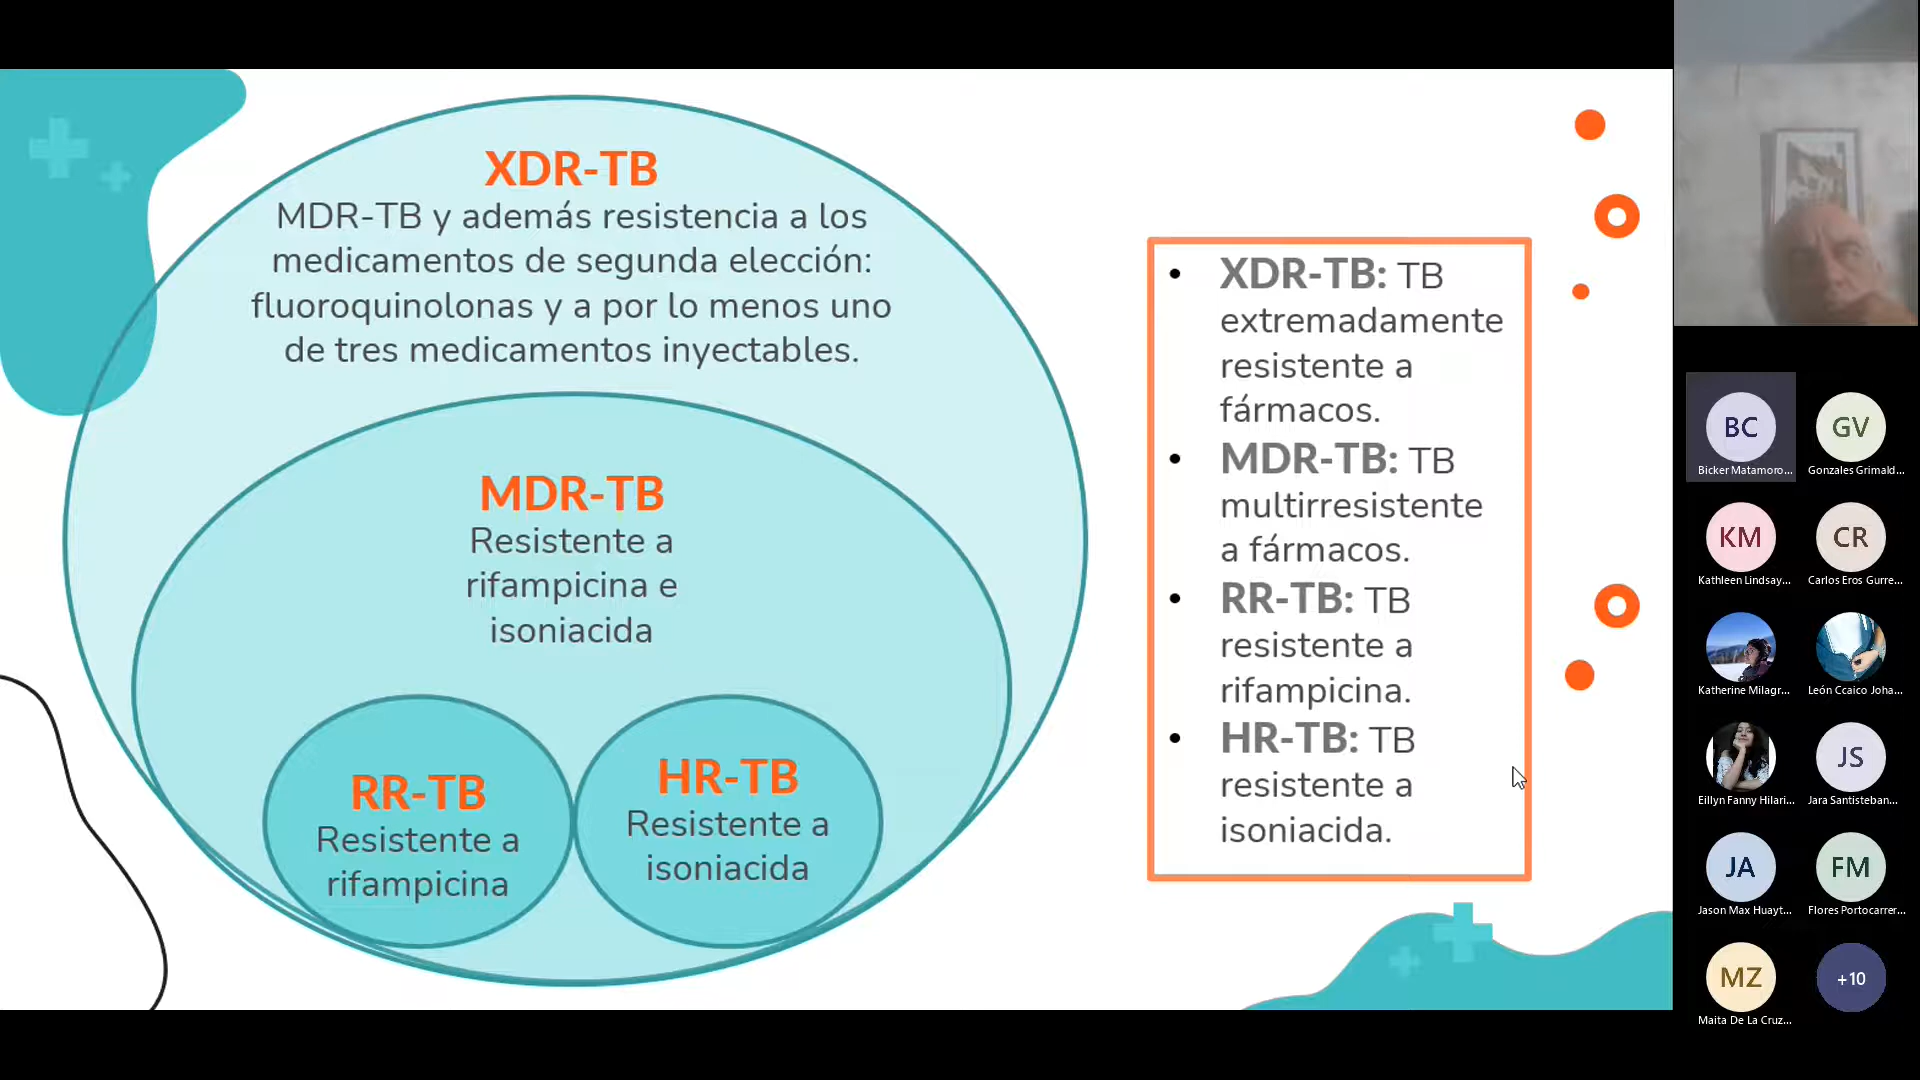 XDR-TB
MDR-TB y además resistencia a los
medicamentos de segunda elección:
fluoroquinolonas y a por lo menos uno
de tres medicamentos inyectables.
MDR-TB
Resistente a
rifampicina e
isoniacida
RR-TB
Resistente a
rifampicina
HR-TB
Resistente a
isoniacida
• XDR-TB: TB
extremadamente
resistente a
fármacos.
• MDR-TB: TB
multirresistente
a fármacos.
• RR-TB: TB
resistente a
rifampicina.
• HR-TB: TB
resistente a
isoniacida.
BC
Bicker Matamoro...
GV
Gonzales Grimald...
KM
Kathleen Lindsay...
CR
Carlos Eros Gurre...
Katherine Milagr...
León Ccaico Joha...
Eillyn Fanny Hilari...
JS
Jara Santisteban...
JA
Jason Max Huayt...
FM
Flores Portocarrer...
MZ
Maita De La Cruz...
+10